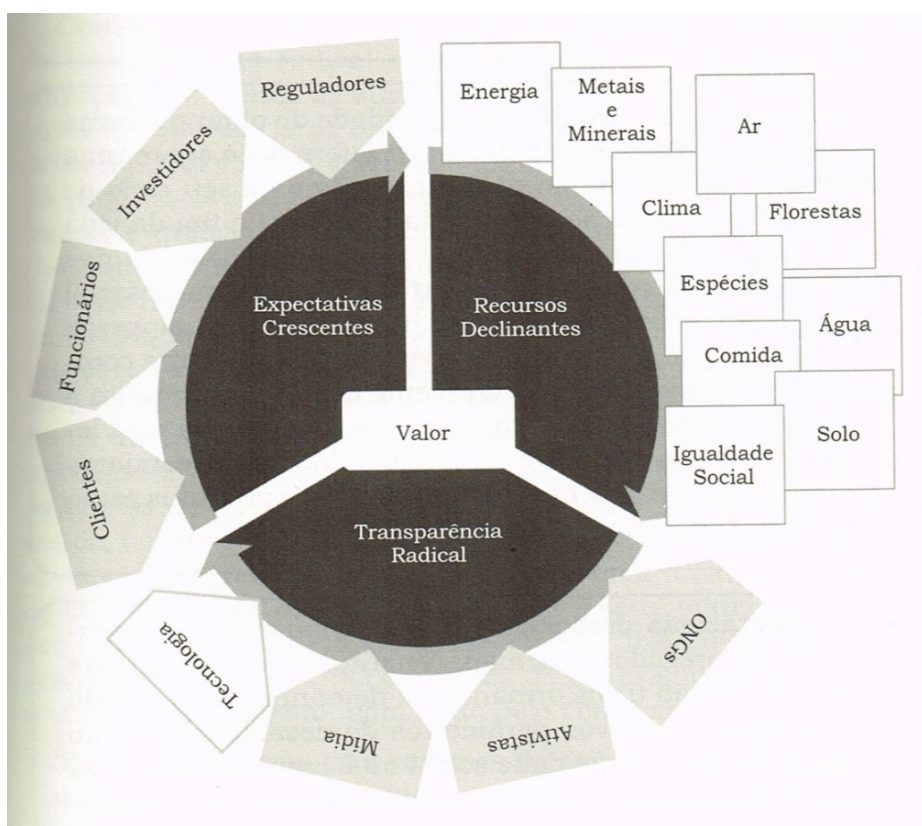 Reguladores
Investidores
Funcionários
Clientes
Energia
Metais
e
Minerais
Ar
Clima
Florestas
Espécies
Água
Comida
Solo
Igualdade
Social
Expectativas
Crescentes
Recursos
Declinantes
Valor
Transparência
Radical
Tecnologia
Mídia
Ativistas
ONGs